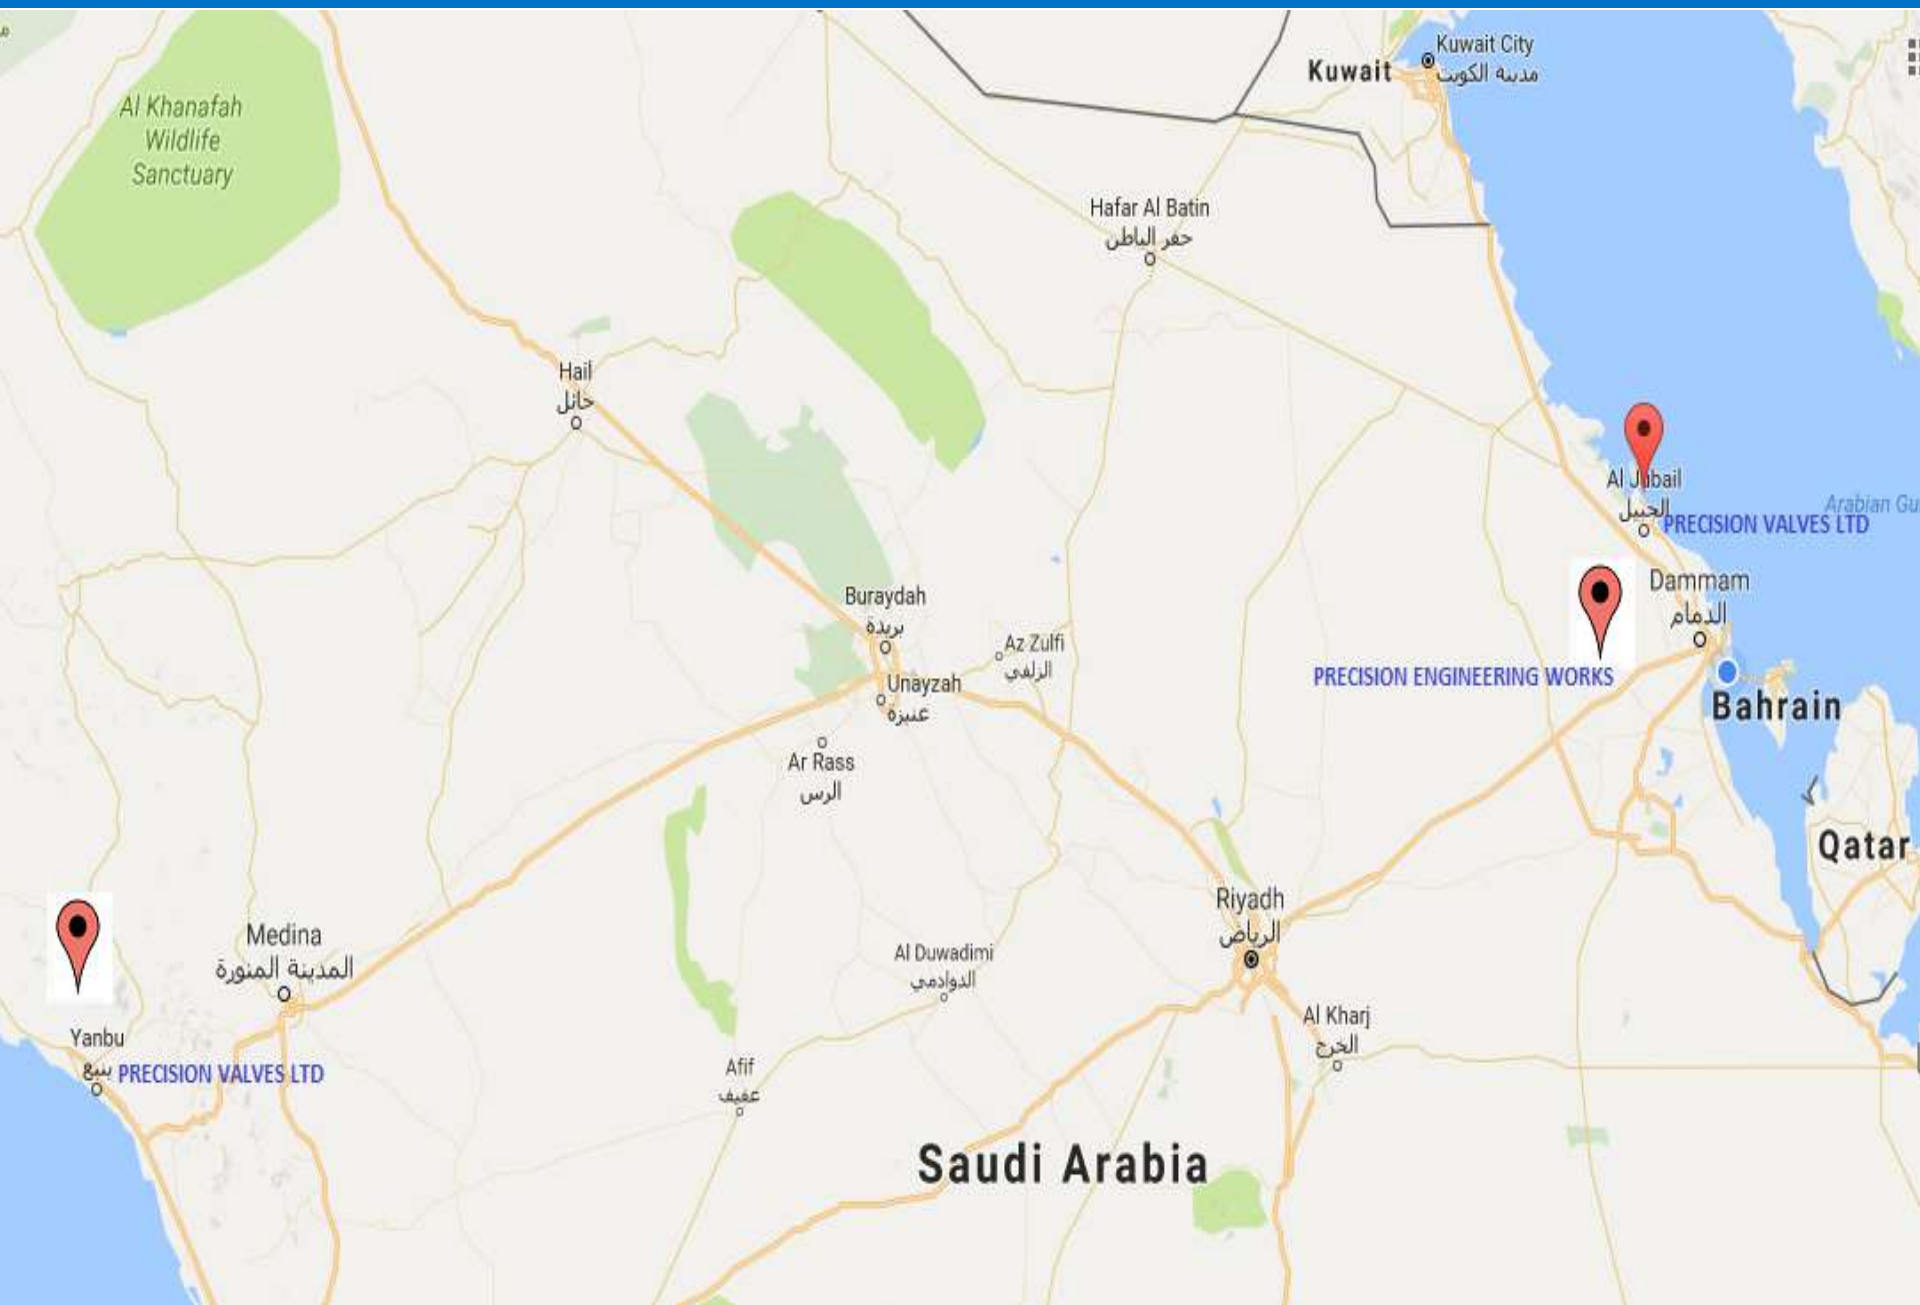 Kuwait City
Kuwait
مدينة الكويت
Al Khanafah
Wildlife
Sanctuary
Hafar Al Batin
حفر الباطن
Hail
حائل
Al Jubail
الجبيل
Arabian Gu
PRECISION VALVES LTD
Dammam
الدمام
Buraydah
بريدة
Az Zulfi
الزلفي
PRECISION ENGINEERING WORKS
Unayzah
عنيزة
Bahrain
Ar Rass
الرس
Qatar
Riyadh
الرياض
Medina
المدينة المنورة
Al Duwadimi
الدوادمي
Al Kharj
الخرج
Yanbu
ينبع
PRECISION VALVES LTD
Afif
عفيف
Saudi Arabia